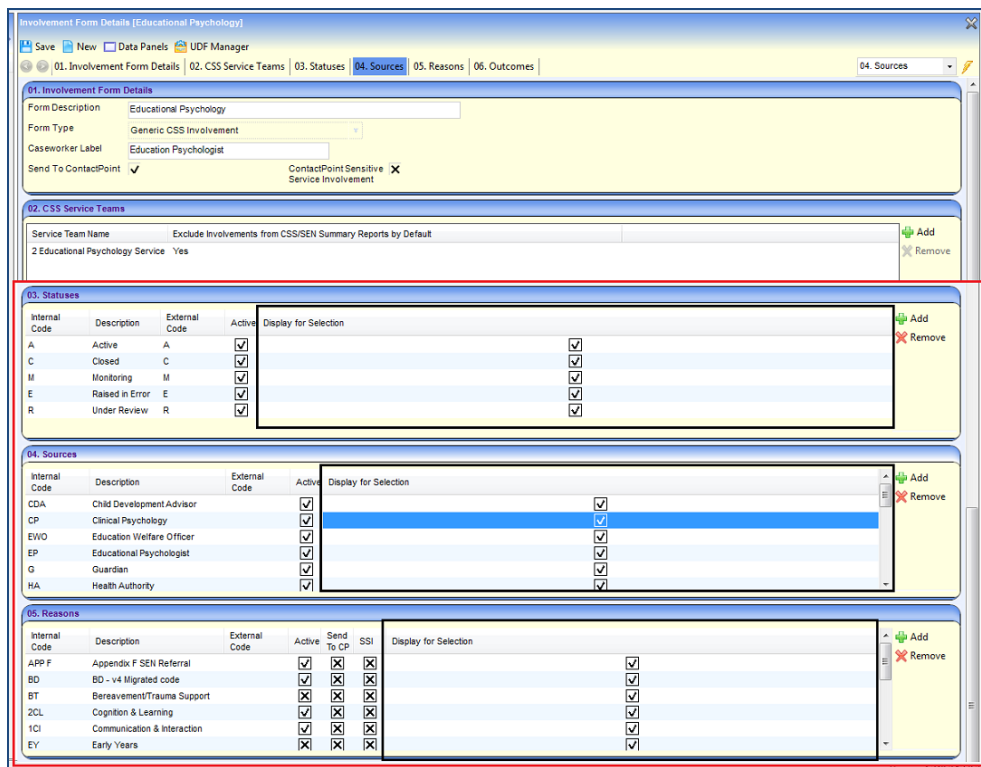 Involvement Form Details [Educational Psychology]
Save New Data Panels UDF Manager
01. Involvement Form Details 02. CSS Service Teams 03. Statuses 04. Sources 05. Reasons 06. Outcomes 04. Sources
01. Involvement Form Details
Form Description Educational Psychology
Form Type Generic CSS Involvement
Caseworker Label Education Psychologist
Send To ContactPoint ContactPoint Sensitive
Service Involvement
02. CSS Service Teams
Service Team Name Exclude Involvements from CSS/SEN Summary Reports by Default Add
2 Educational Psychology Service Yes Remove
03. Statuses
Internal Code Description External Code Active Display for Selection Add
Remove
A Active A
C Closed C
M Monitoring M
E Raised in Error E
R Under Review R
04. Sources
Internal Code Description External Code Active Display for Selection Add
Remove
CDA Child Development Advisor
CP Clinical Psychology
EWO Education Welfare Officer
EP Educational Psychologist
G Guardian
HA Health Authority
05. Reasons
Internal Code Description External Code Active Send To CP SSI Display for Selection Add
Remove
APP F Appendix F SEN Referral
BD BD - v4 Migrated code
BT Bereavement/Trauma Support
2CL Cognition & Learning
1CI Communication & Interaction
EY Early Years